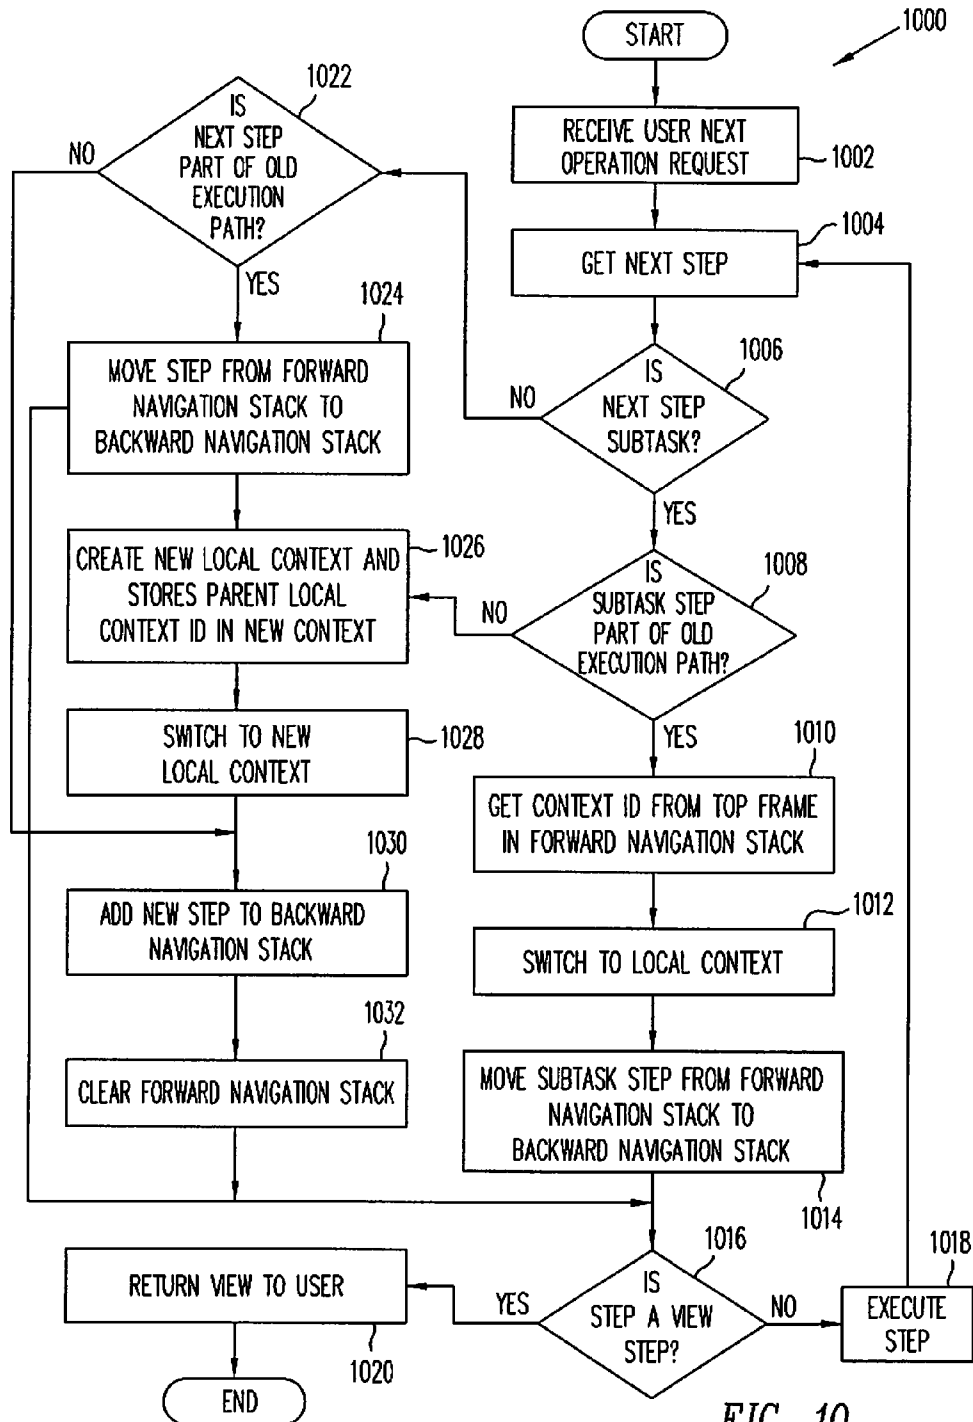 START
1000
RECEIVE USER NEXT
OPERATION REQUEST
1002
1004
GET NEXT STEP
1006
IS
NEXT STEP
SUBTASK?
NO
YES
1008
IS
SUBTASK STEP
PART OF OLD
EXECUTION PATH?
NO
YES
1010
GET CONTEXT ID FROM TOP FRAME
IN FORWARD NAVIGATION STACK
1012
SWITCH TO LOCAL CONTEXT
MOVE SUBTASK STEP FROM FORWARD
NAVIGATION STACK TO
BACKWARD NAVIGATION STACK
1014
1016
IS
STEP A VIEW
STEP?
YES
NO
1018
EXECUTE
STEP
1022
IS
NEXT STEP
PART OF OLD
EXECUTION
PATH?
NO
YES
1024
MOVE STEP FROM FORWARD
NAVIGATION STACK TO
BACKWARD NAVIGATION STACK
CREATE NEW LOCAL CONTEXT AND
STORES PARENT LOCAL
CONTEXT ID IN NEW CONTEXT
1026
SWITCH TO NEW
LOCAL CONTEXT
1028
1030
ADD NEW STEP TO BACKWARD
NAVIGATION STACK
1032
CLEAR FORWARD NAVIGATION STACK
RETURN VIEW TO USER
1020
END
FIG. 10